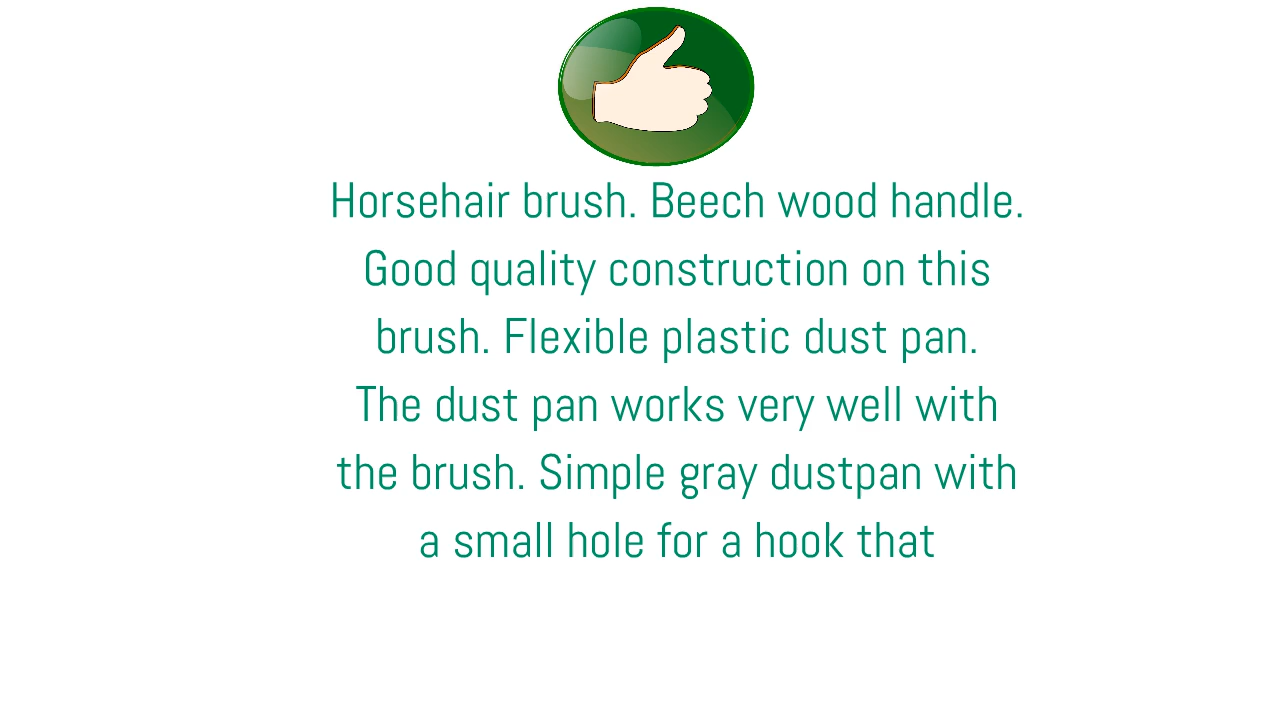 Horsehair brush. Beech wood handle.
Good quality construction on this
brush. Flexible plastic dust pan.
The dust pan works very well with
the brush. Simple gray dustpan with
a small hole for a hook that